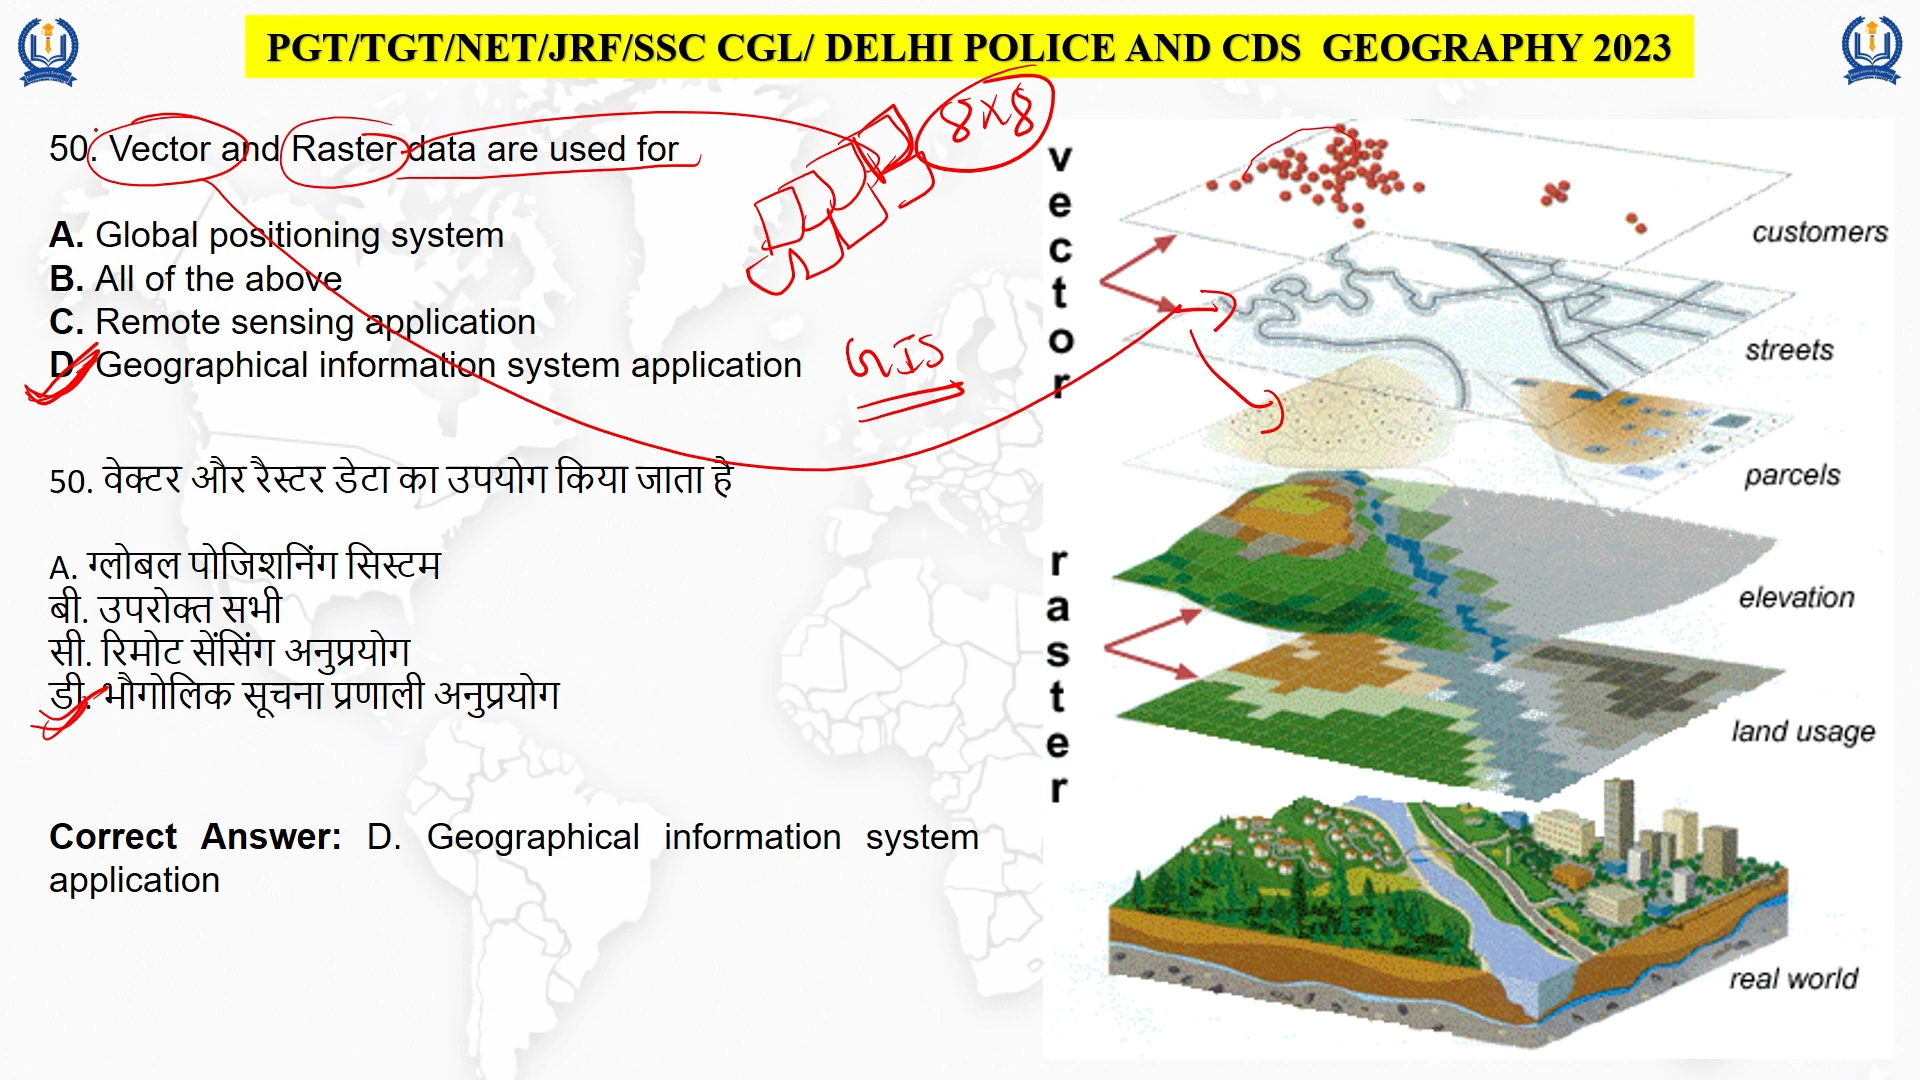 PGT/TGT/NET/JRF/SSC CGL/ DELHI POLICE AND CDS GEOGRAPHY 2023
50. Vector and Raster data are used for
8x8
A. Global positioning system
B. All of the above
C. Remote sensing application
D. Geographical information system application
GIS
50. वेक्टर और रैस्टर डेटा का उपयोग किया जाता है
A. ग्लोबल पोजिशनिंग सिस्टम
बी. उपरोक्त सभी
सी. रिमोट सेंसिंग अनुप्रयोग
डी. भौगोलिक सूचना प्रणाली अनुप्रयोग
Correct Answer: D. Geographical information system
application
vector
customers
streets
parcels
raster
elevation
land usage
real world